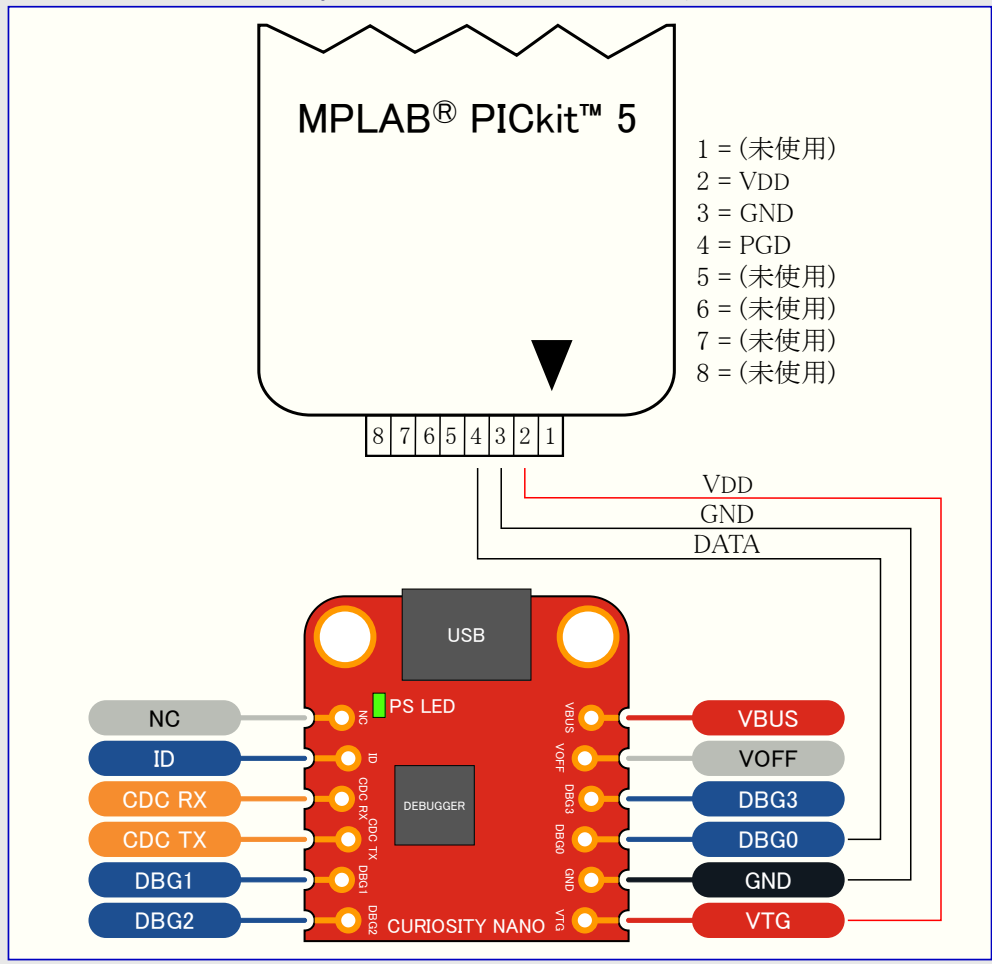 MPLAB® PICkit™ 5
1 = (未使用)
2 = VDD
3 = GND
4 = PGD
5 = (未使用)
6 = (未使用)
7 = (未使用)
8 = (未使用)
8 7 6 5 4 3 2 1
VDD
GND
DATA
USB
PS LED
DEBUGGER
CURIOSITY NANO
NC
ID
CDC RX
CDC TX
DBG1
DBG2
NC
ID
CDC RX
CDC TX
DBG1
DBG2
VBUS
VOFF
DBG3
DBG0
GND
VTG
VBUS
VOFF
DBG3
DBG0
GND
VTG